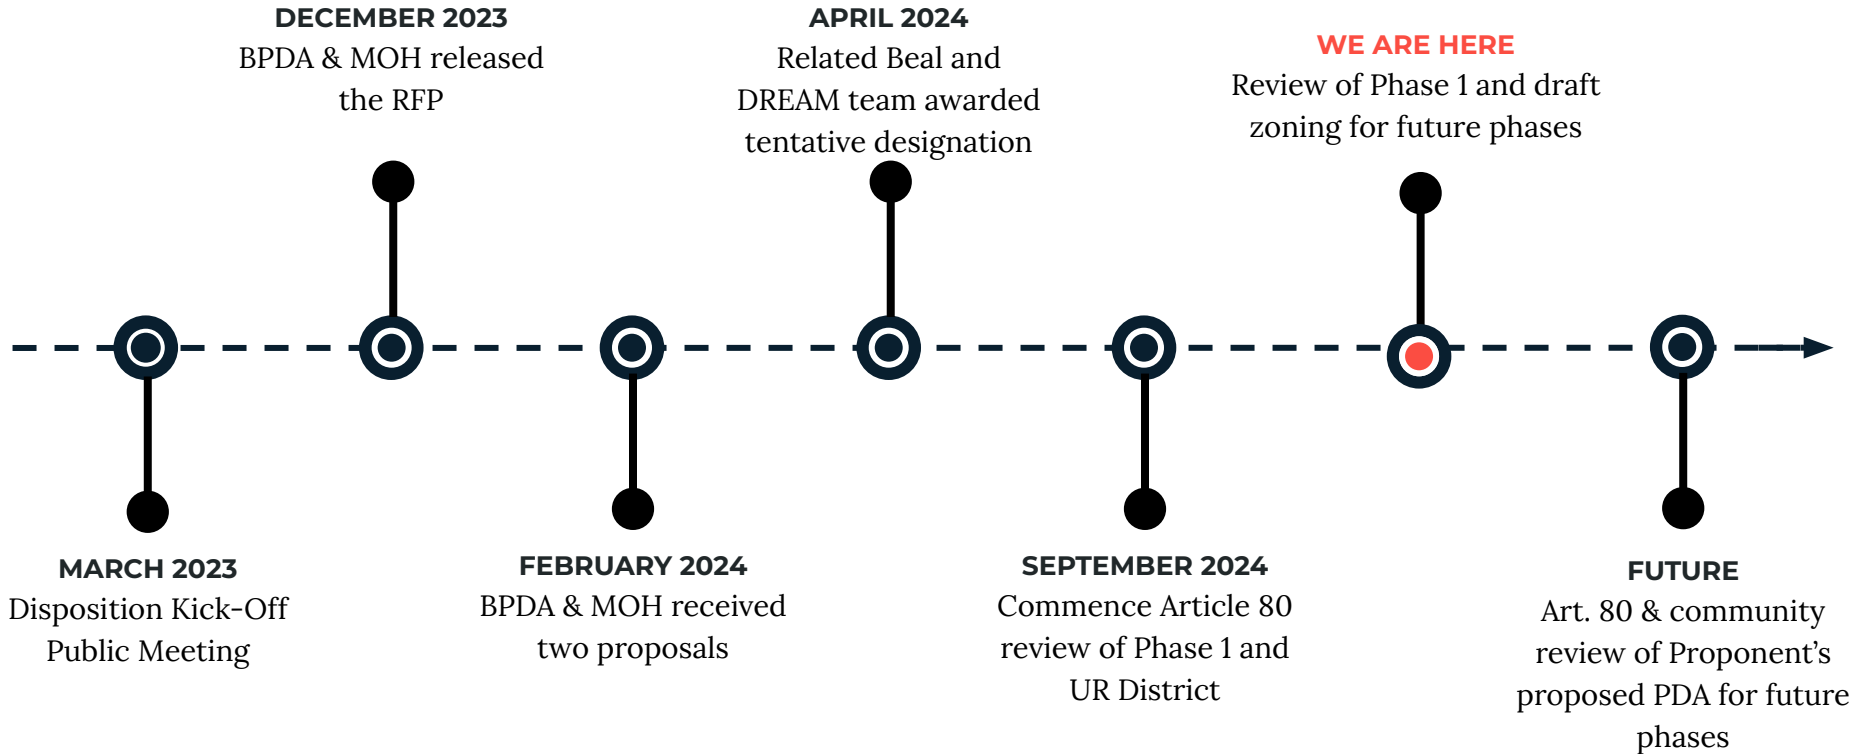 DECEMBER 2023
BPDA & MOH released
the RFP
APRIL 2024
Related Beal and
DREAM team awarded
tentative designation
WE ARE HERE
Review of Phase 1 and draft
zoning for future phases
MARCH 2023
Disposition Kick-Off
Public Meeting
FEBRUARY 2024
BPDA & MOH received
two proposals
SEPTEMBER 2024
Commence Article 80
review of Phase 1 and
UR District
FUTURE
Art. 80 & community
review of Proponent’s
proposed PDA for future
phases